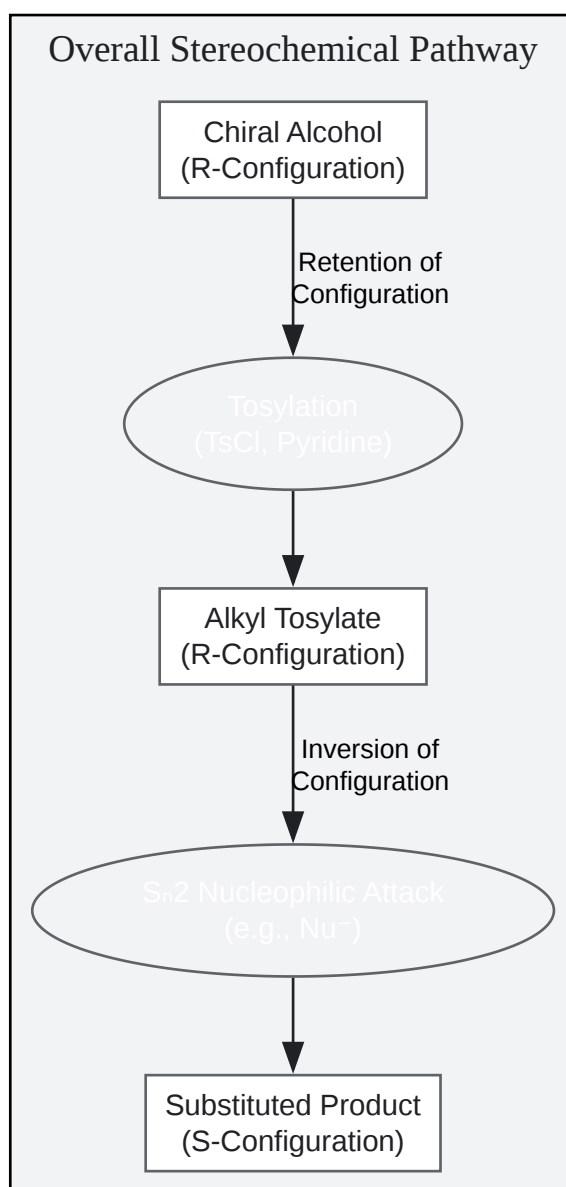 Overall Stereochemical Pathway
Chiral Alcohol
(R-Configuration)
Retention of
Configuration
Tosylation
(TsCl, Pyridine)
Alkyl Tosylate
(R-Configuration)
Inversion of
Configuration
Sₙ2 Nucleophilic Attack
(e.g., Nu⁻)
Substituted Product
(S-Configuration)